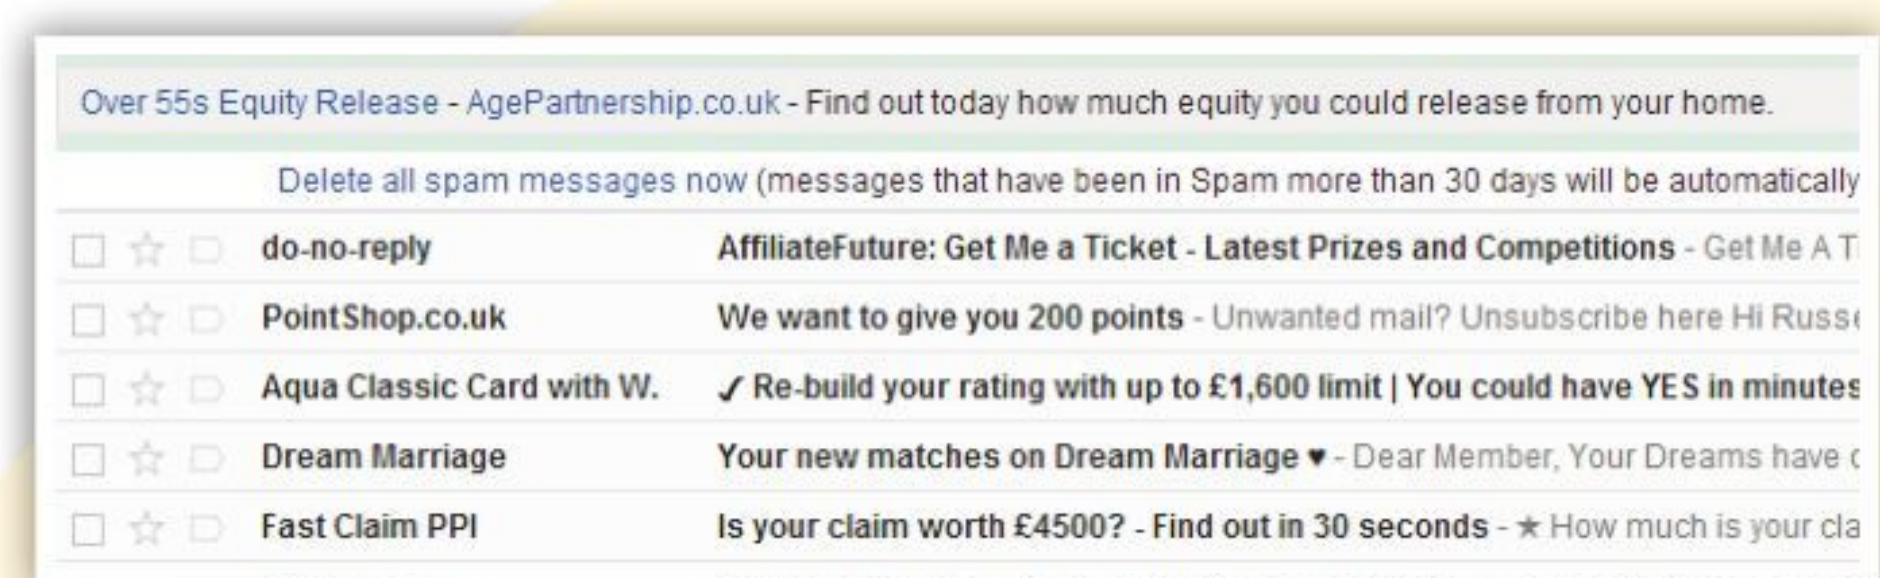 Over 55s Equity Release - AgePartnership.co.uk - Find out today how much equity you could release from your home.
Delete all spam messages now (messages that have been in Spam more than 30 days will be automatically
do-no-reply AffiliateFuture: Get Me a Ticket - Latest Prizes and Competitions - Get Me A T
PointShop.co.uk We want to give you 200 points - Unwanted mail? Unsubscribe here Hi Russe
Aqua Classic Card with W. ✓ Re-build your rating with up to £1,600 limit | You could have YES in minutes
Dream Marriage Your new matches on Dream Marriage ♥ - Dear Member, Your Dreams have
Fast Claim PPI Is your claim worth £4500? - Find out in 30 seconds - ★ How much is your cla